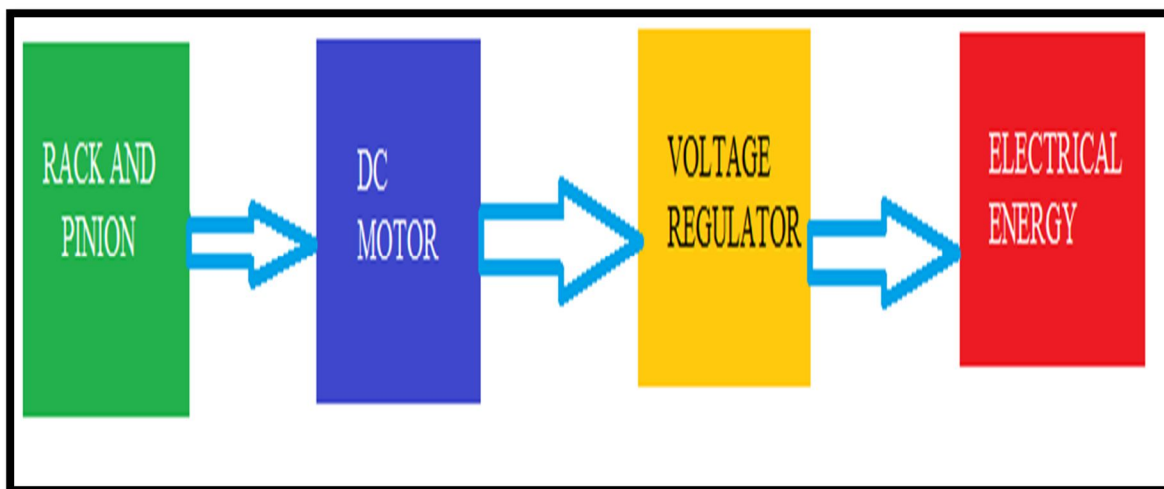 RACK AND
PINION
DC
MOTOR
VOLTAGE
REGULATOR
ELECTRICAL
ENERGY